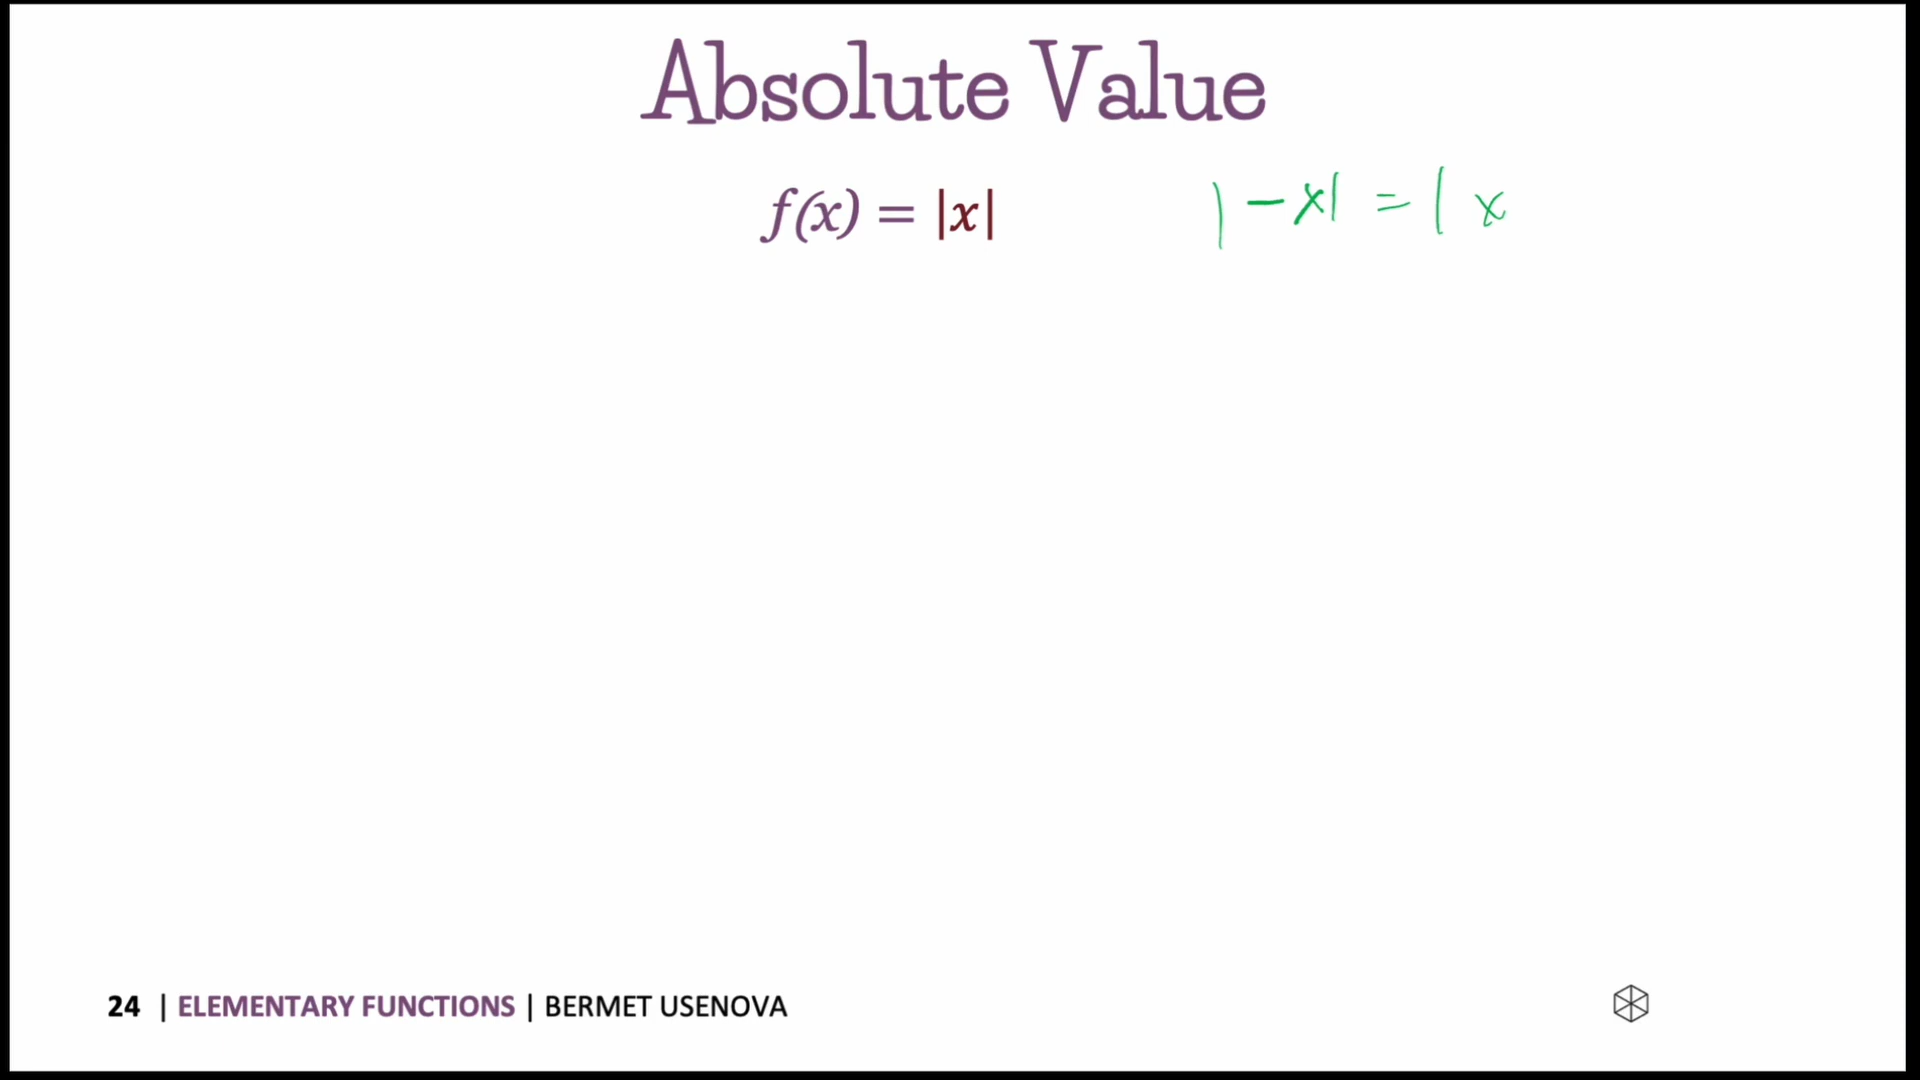 Absolute Value
f(x) = |x|
|-x| = |x
24 | ELEMENTARY FUNCTIONS | BERMET USENOVA